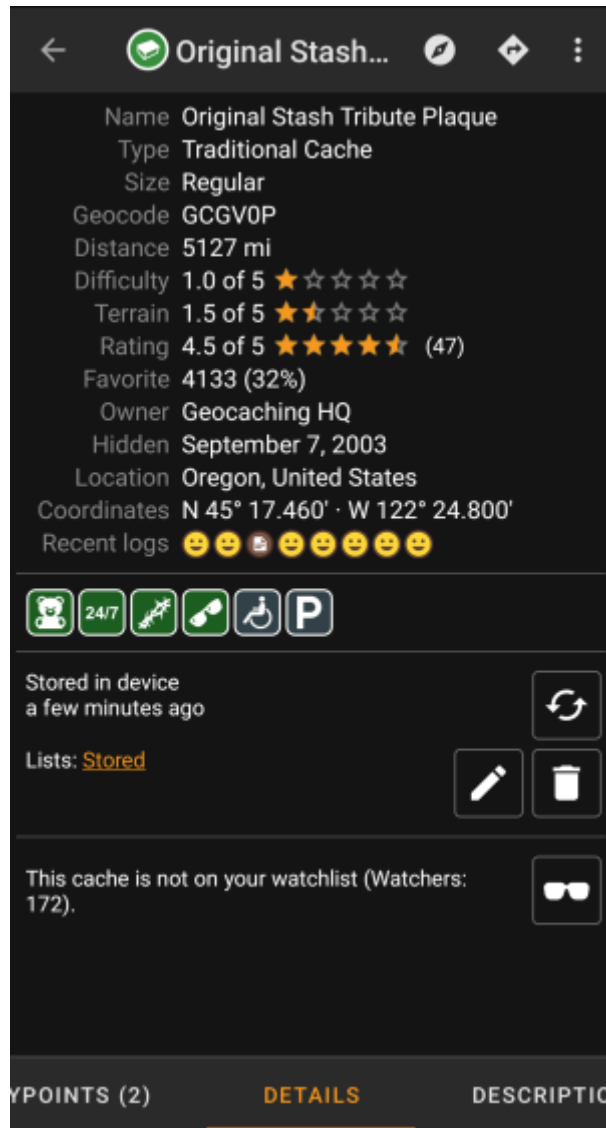 Original Stash...
Name Original Stash Tribute Plaque
Type Traditional Cache
Size Regular
Geocode GCGV0P
Distance 5127 mi
Difficulty 1.0 of 5
Terrain 1.5 of 5
Rating 4.5 of 5 (47)
Favorite 4133 (32%)
Owner Geocaching HQ
Hidden September 7, 2003
Location Oregon, United States
Coordinates N 45° 17.460' · W 122° 24.800'
Recent logs
24/7 P
Stored in device
a few minutes ago
Lists: Stored
This cache is not on your watchlist (Watchers:
172).
YPOINTS (2) DETAILS DESCRIPTIO